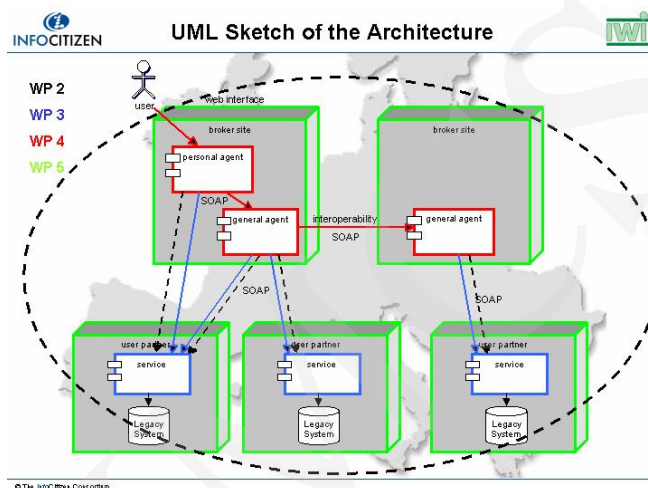 INFOCITIZEN
UML Sketch of the Architecture
IWi
WP 2
WP 3
WP 4
WP 5
user
web interface
broker site
broker site
personal agent
SOAP
general agent
interoperability
SOAP
general agent
SOAP
SOAP
user partner
user partner
user partner
service
service
service
Legacy
System
Legacy
System
Legacy
System
© The InfoCitizen Consortium